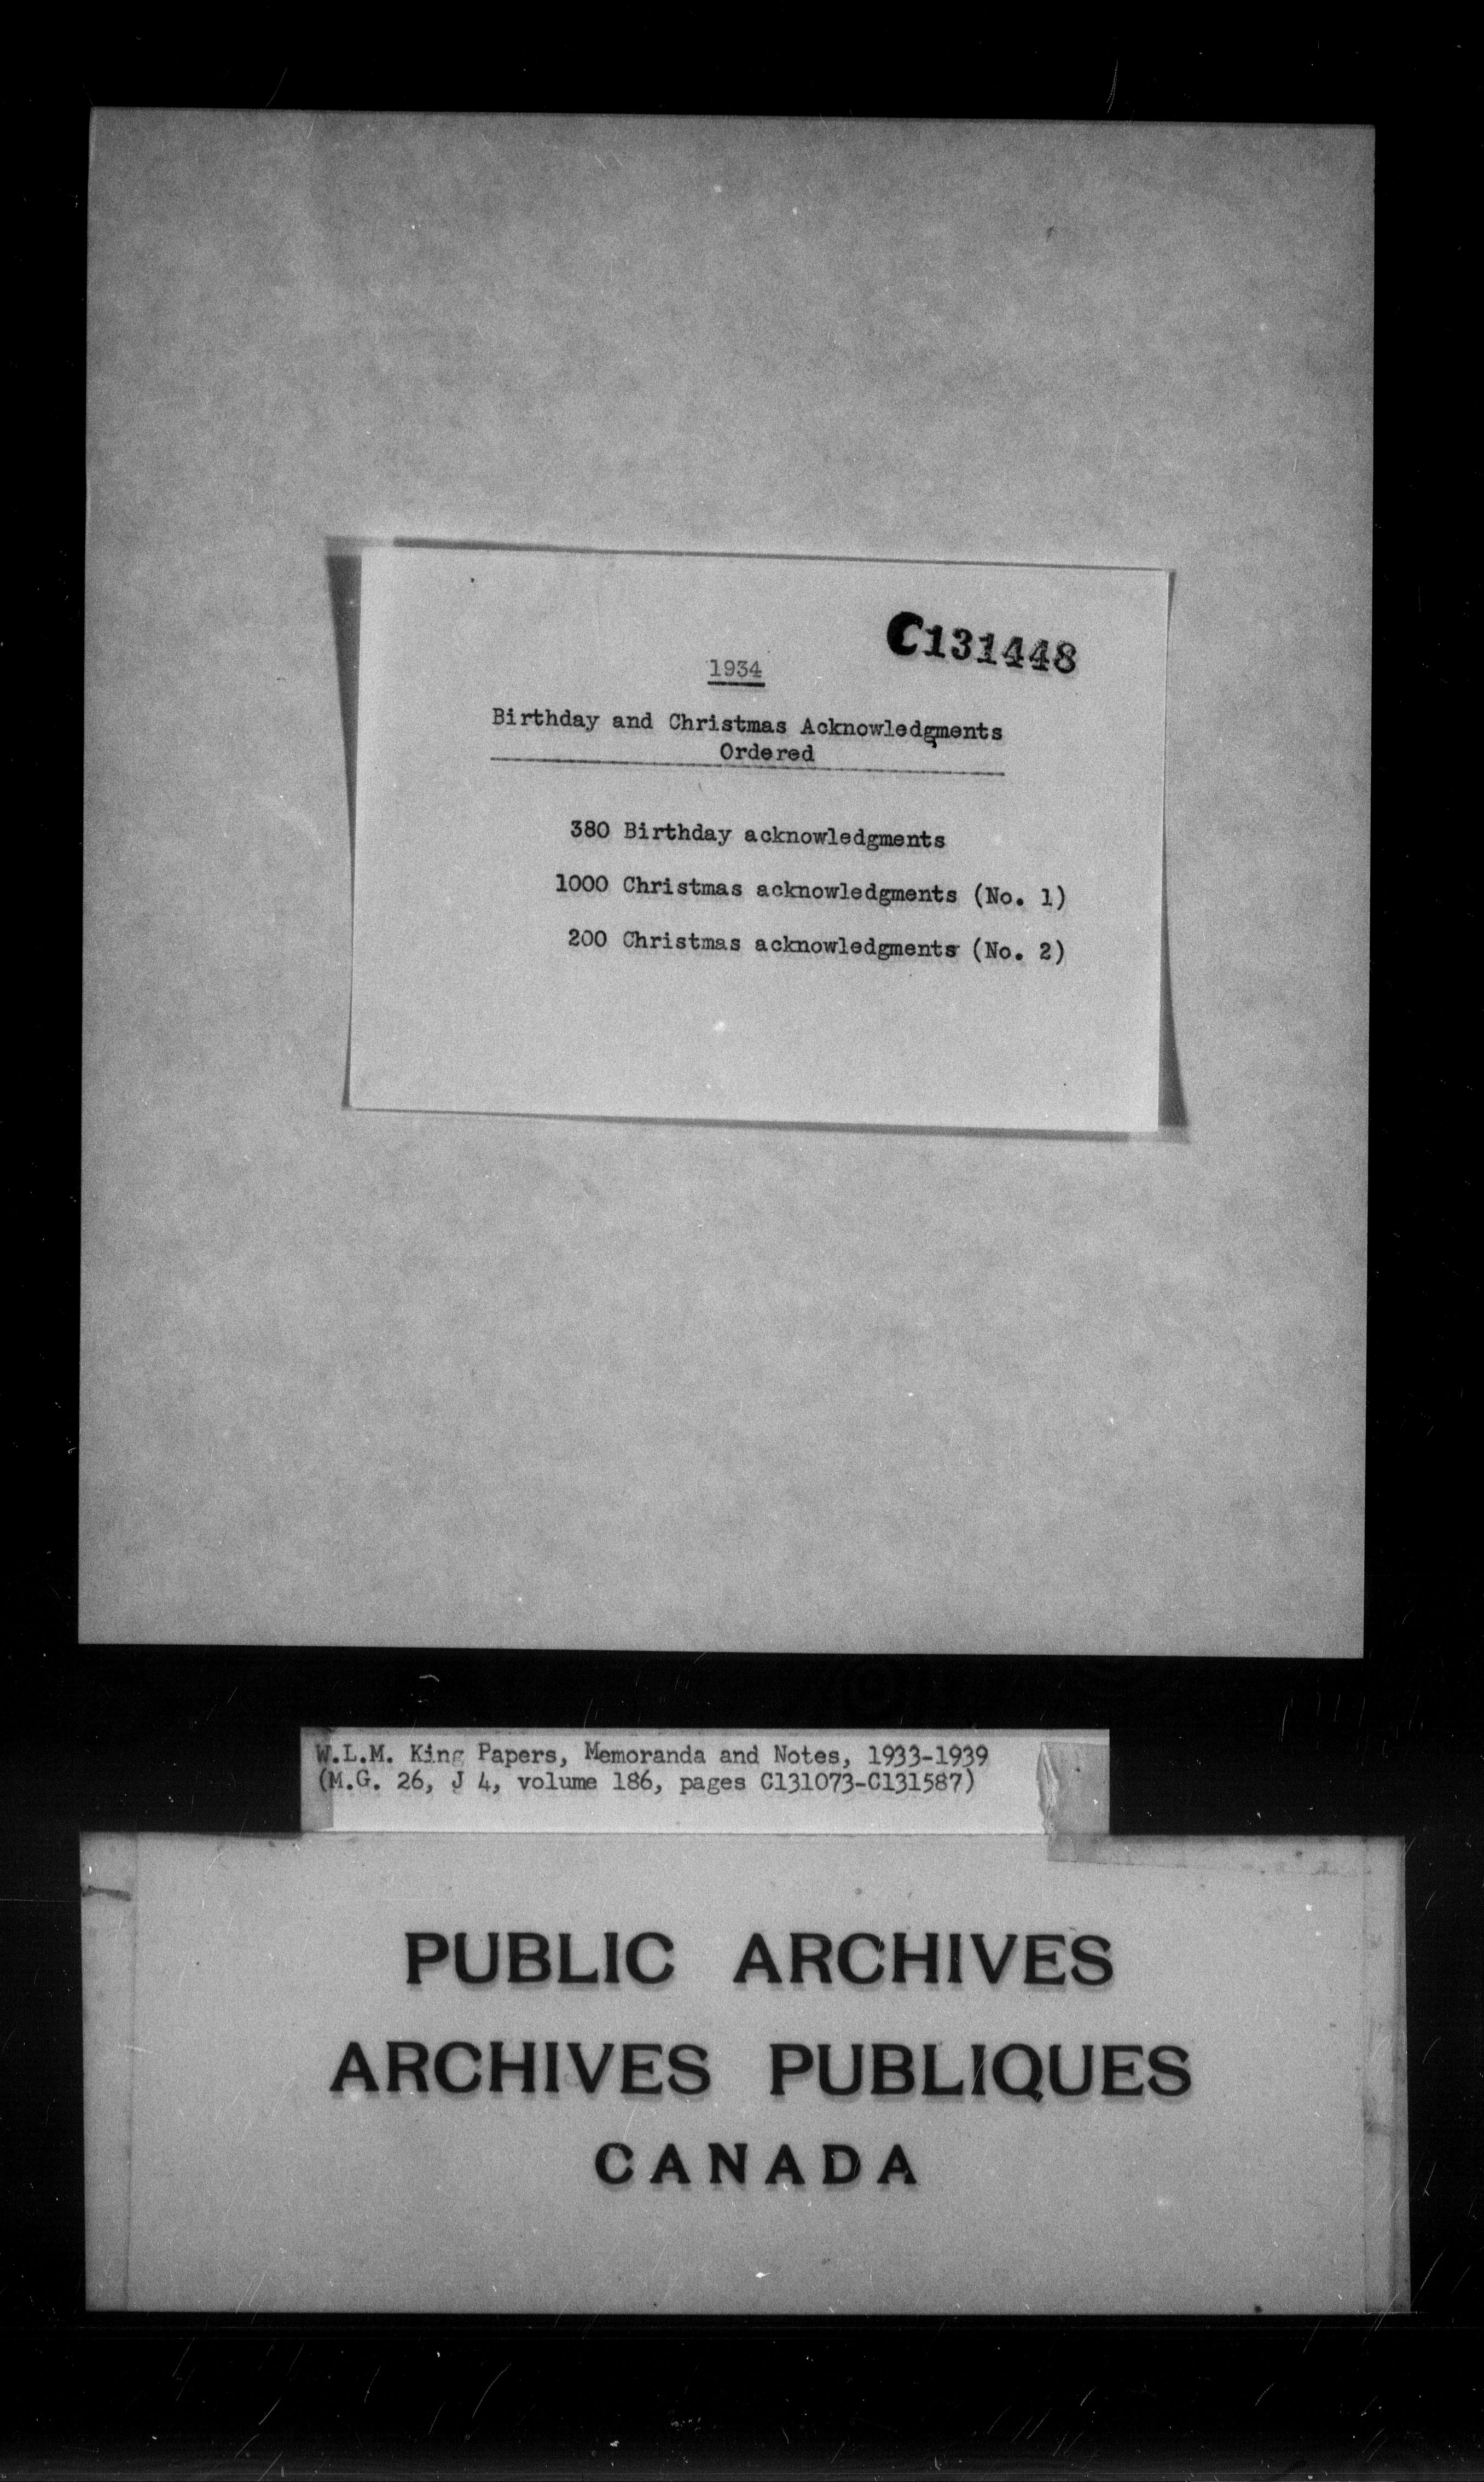 C131448
1934
Birthday and Christmas Acknowledgments
Ordered
380 Birthday acknowledgments
1000 Christmas acknowledgments (No. 1)
200 Christmas acknowledgments (No. 2)
W.L.M. King Papers, Memoranda and Notes, 1933-1939
(M.G. 26, J 4, volume 186, pages C131073-C131587)
PUBLIC ARCHIVES
ARCHIVES PUBLIQUES
CANADA